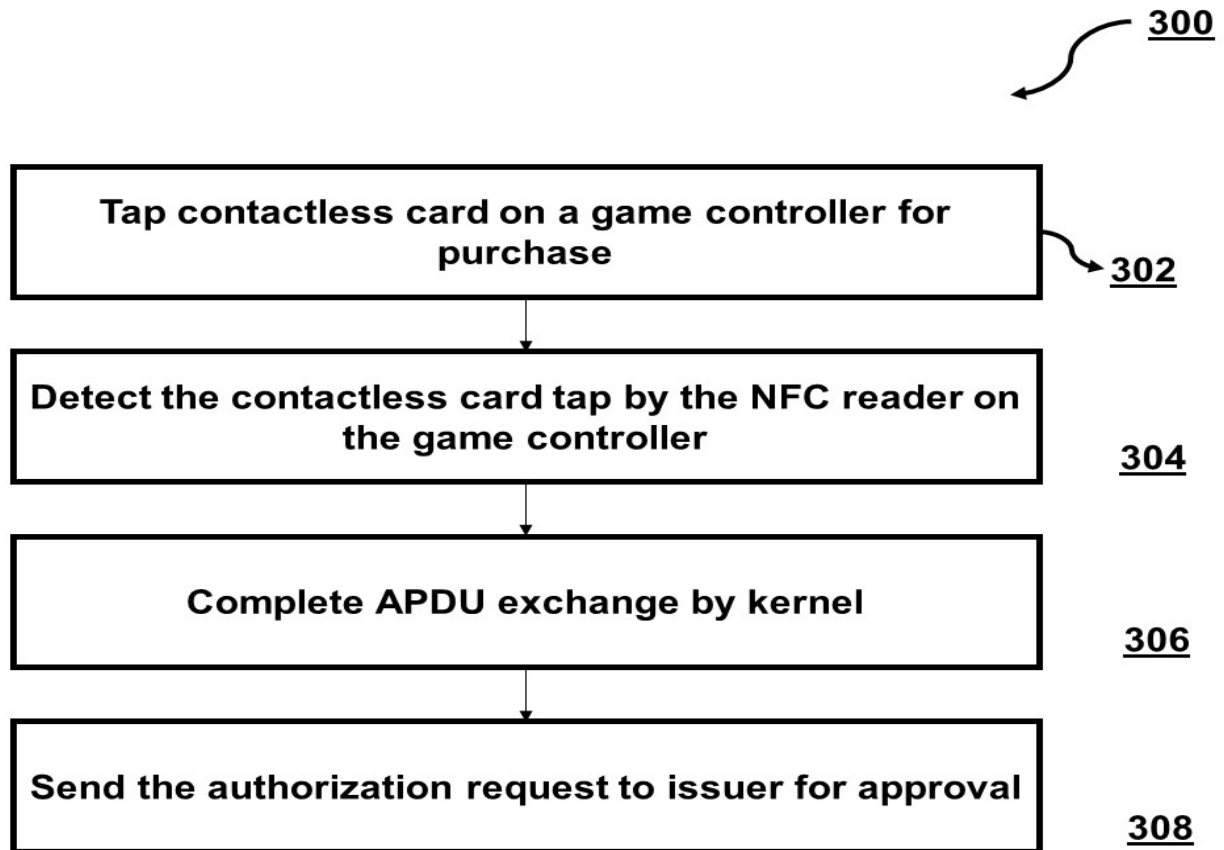 300
Tap contactless card on a game controller for
purchase
302
Detect the contactless card tap by the NFC reader on
the game controller
304
Complete APDU exchange by kernel
306
Send the authorization request to issuer for approval
308